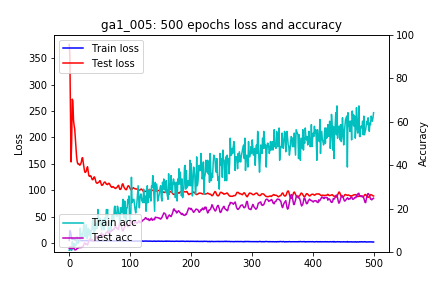 ga1_005: 500 epochs loss and accuracy
Train loss
Test loss
Train acc
Test acc
Loss
350
300
250
200
150
100
50
0
Accuracy
100
80
60
40
20
0
0 100 200 300 400 500